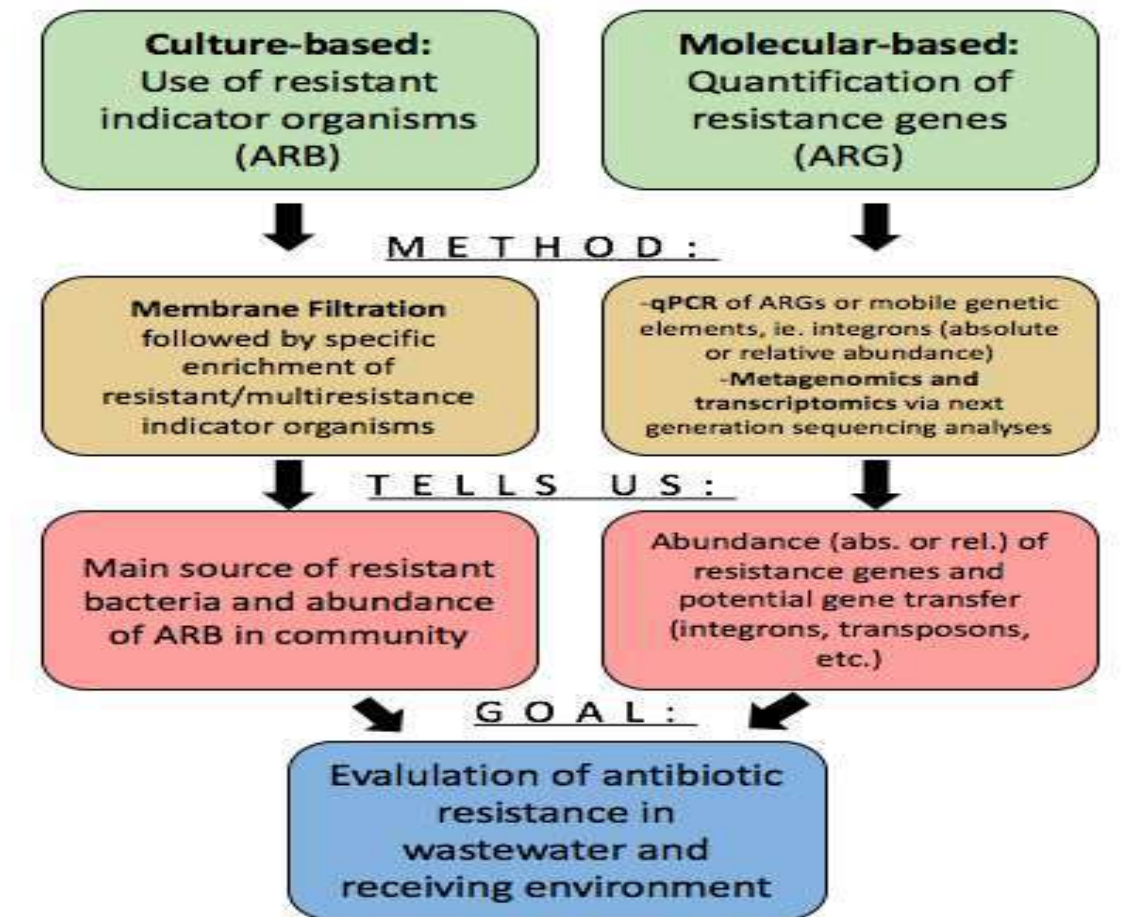 Culture-based:
Use of resistant
indicator organisms
(ARB)
Molecular-based:
Quantification of
resistance genes
(ARG)
METHOD:
Membrane Filtration
followed by specific
enrichment of
resistant/multiresistance
indicator organisms
-qPCR of ARGs or mobile genetic
elements, ie. integrons (absolute
or relative abundance)
-Metagenomics and
transcriptomics via next
generation sequencing analyses
TELLS US:
Main source of resistant
bacteria and abundance
of ARB in community
Abundance (abs. or rel.) of
resistance genes and
potential gene transfer
(integrons, transposons,
etc.)
GOAL:
Evalulation of antibiotic
resistance in
wastewater and
receiving environment